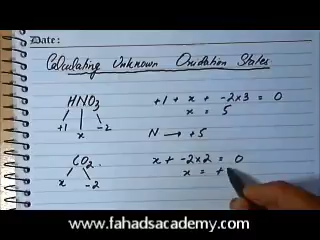 Date:
Calculating Unknown Oxidation States
HNO3 +1 + x + -2x3 = 0
+1 x -2 x = 5
N → +5
CO2. x + -2x2 = 0
x -2 x = +
www.fahadsacademy.com